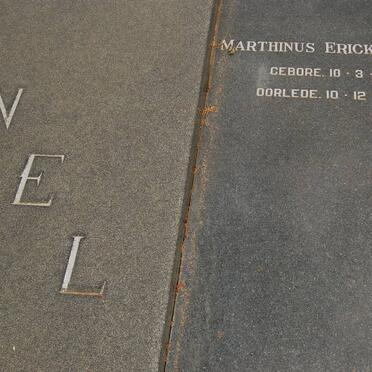 N
E
L
MARTHINUS ERICK
GEBORE. 10 · 3 ·
OORLEDE. 10 · 12